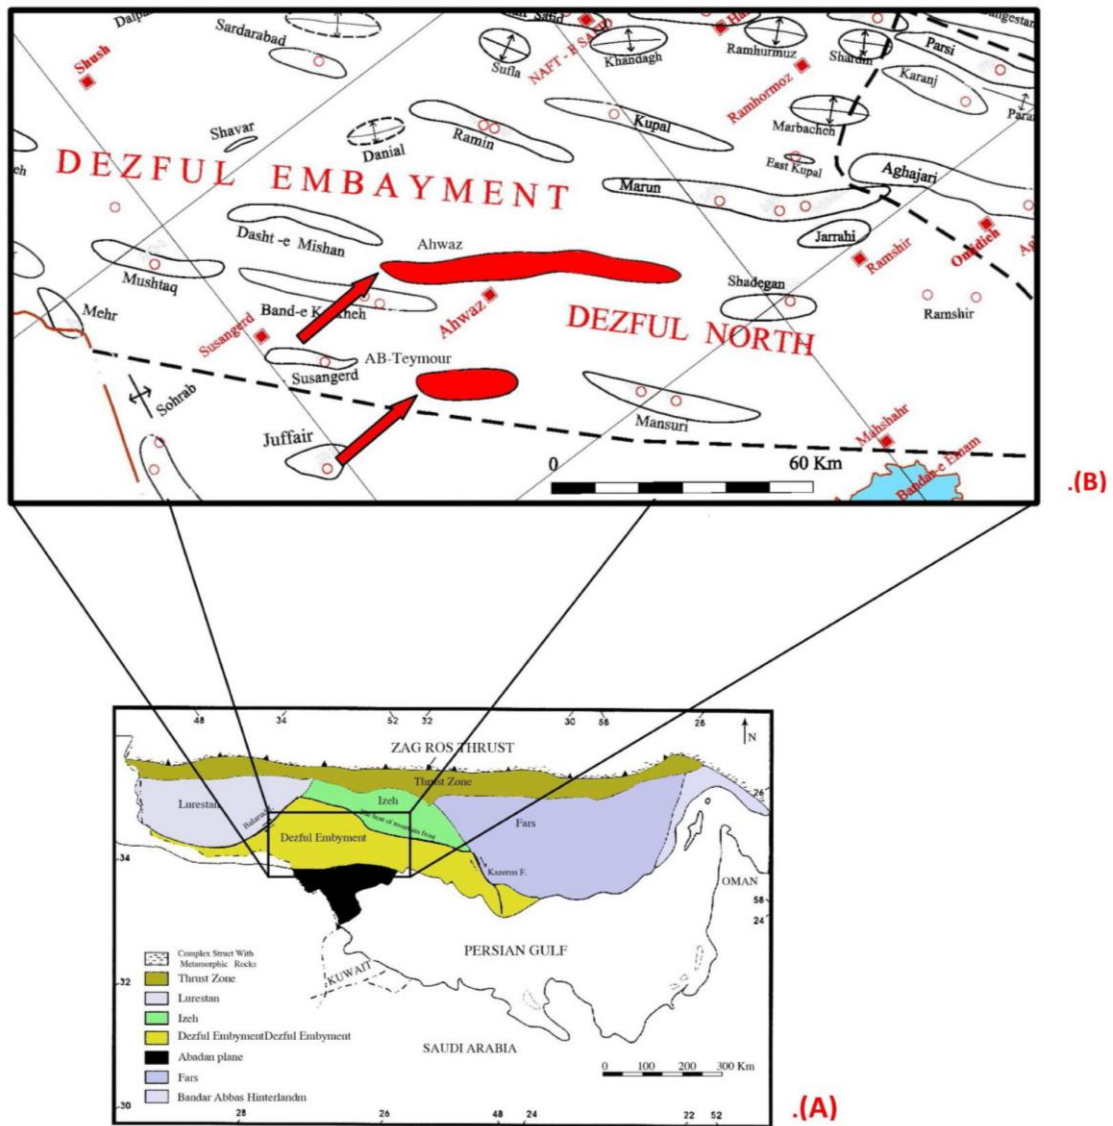 Sardarabad
Sufla
NAFT - E SAFID
Khandagh
Ramhurmuz
Shardin
Parsi
Karanj
Shush
Ramhormoz
Marbacheh
Shavar
Danial
Ramin
Kupal
East Kupal
Aghajari
DEZFUL EMBAYMENT
Marun
Jarrahi
Omidieh
Dasht -e Mishan
Ahwaz
Ramshir
Mushtaq
Shadegan
Mehr
Ahwaz
Ramshir
Susangerd
DEZFUL NORTH
AB-Teymour
Susangerd
Sohrab
Mansuri
Juffair
Mahshahr
0 60 Km
Bandar-e Emam
.(B)
48 34 52 32 30 58 28
ZAG ROS THRUST
N
Thrust Zone
Lurestan
Izeh
26
Fars
Dezful Embyment
34
Kazerun F.
OMAN
58
24
PERSIAN GULF
Complex Struct With
Metamorphic Rocks
Thrust Zone
KUWAIT
32
Lurestan
Izeh
Dezful EmbymentDezful Embyment
SAUDI ARABIA
Abadan plane
0 100 200 300 Km
Fars
Bandar Abbas Hinterlandm
30
28 26 48 24 22 52
.(A)